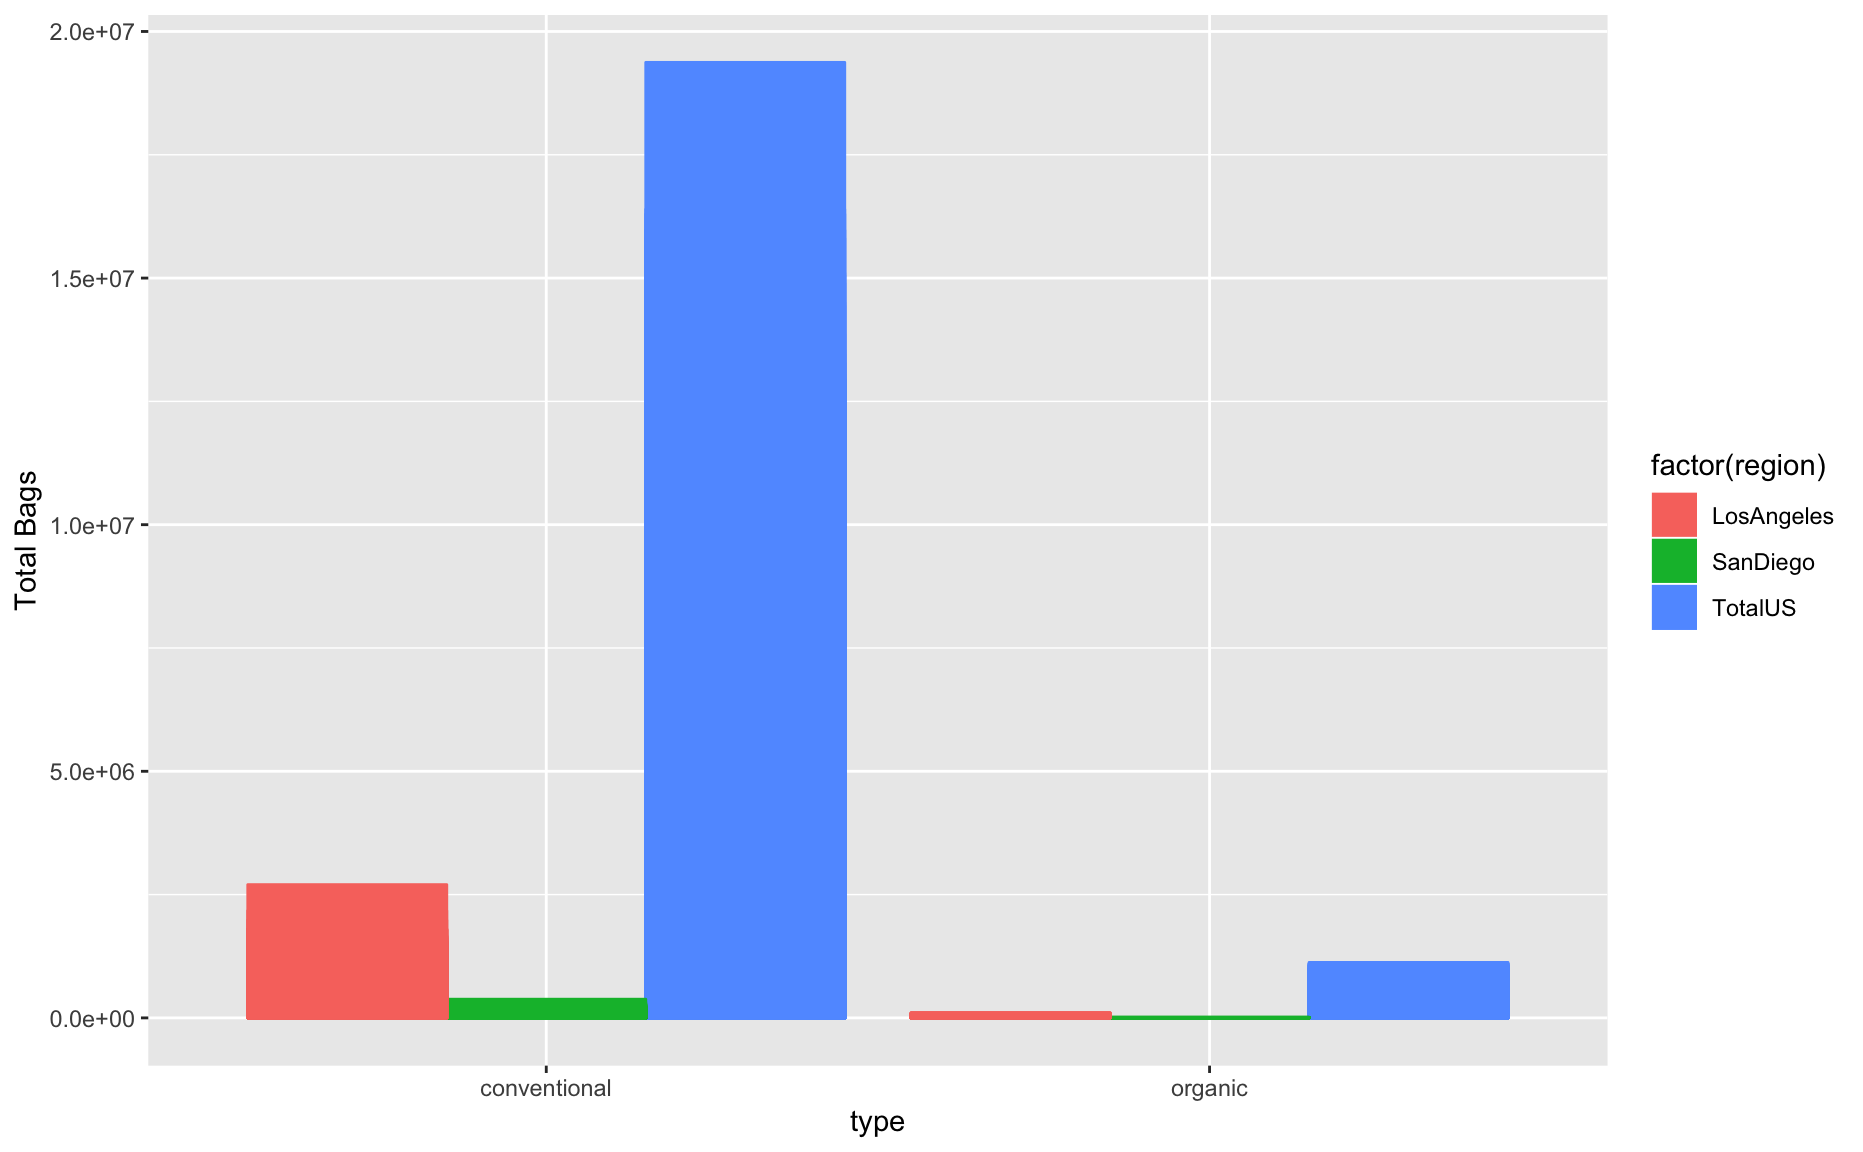 2.0e+07
1.5e+07
1.0e+07
5.0e+06
0.0e+00
Total Bags
conventional
organic
type
factor(region)
LosAngeles
SanDiego
TotalUS